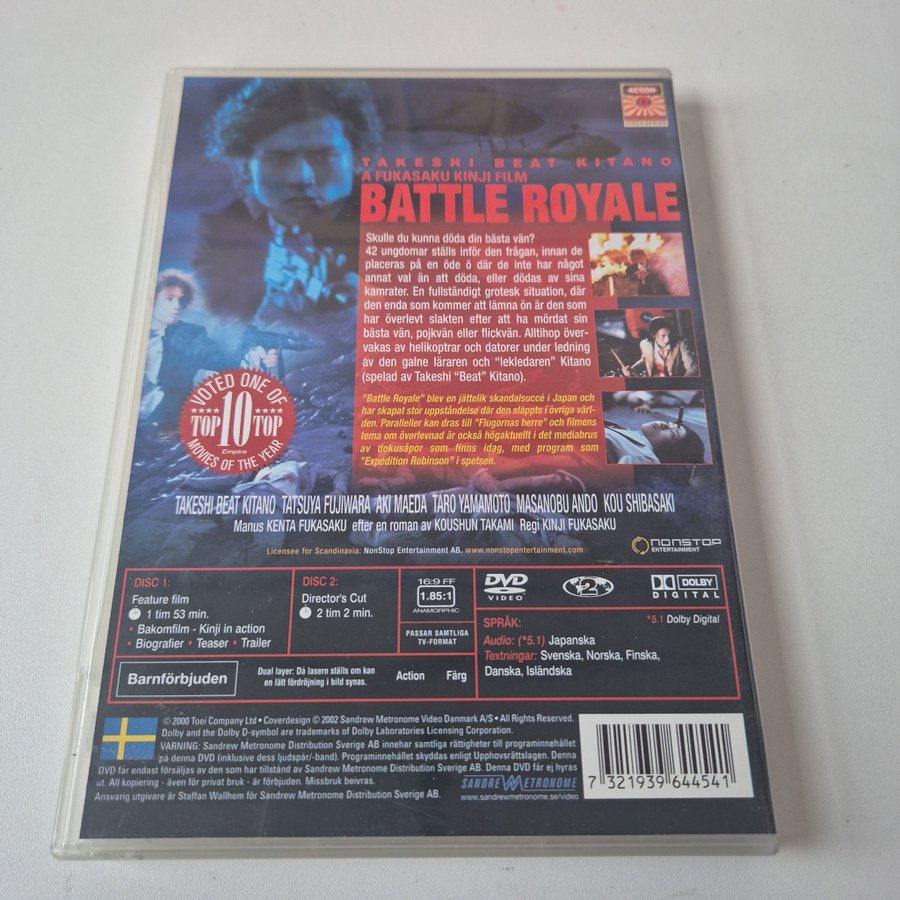 ACTION
VIDEO SERIES
TAKESHI BEAT KITANO
A FUKASAKU KINJI FILM
BATTLE ROYALE
Skulle du kunna döda din bästa vän?
42 ungdomar ställs inför den frågan, innan de
placeras på en öde ö där de inte har något
annat val än att döda, eller dödas av sina
kamrater. En fullständigt grotesk situation, där
den enda som kommer att lämna ön är den som
har överlevt slakten efter att ha mördat sin
bästa vän, pojkvän eller flickvän. Alltihop över-
vakas av helikoptrar och datorer under ledning
av den galne läraren och "lekledaren" Kitano
(spelad av Takeshi "Beat" Kitano).
"Battle Royale" blev en jättelik skandalsuccé i Japan och
har skapat stor uppståndelse där den släppts i övriga värl-
den. Paralleller kan dras till "Flugornas herre" och filmens
tema om överlevnad är också högaktuellt i det mediabrus
av dokusåpor som finns idag, med program som
"Expedition Robinson" i spetsen.
VOTED ONE OF
TOP 10 TOP
Empire
MOVIES OF THE YEAR
TAKESHI BEAT KITANO TATSUYA FUJIWARA AKI MAEDA TARO YAMAMOTO MASANOBU ANDO KOU SHIBASAKI
Manus KENTA FUKASAKU efter en roman av KOUSHUN TAKAMI Regi KINJI FUKASAKU
Licensee for Scandinavia: NonStop Entertainment AB. www.nonstopentertainment.com
NONSTOP
ENTERTAINMENT
DISC 1:
Feature film
1 tim 53 min.
• Bakomfilm - Kinji in action
• Biografier • Teaser • Trailer
DISC 2:
Director's Cut
2 tim 2 min.
16:9 FF
1.85:1
ANAMORPHIC
PASSAR SAMTLIGA
TV-FORMAT
DVD
VIDEO
2
DOLBY
DIGITAL
*5.1 Dolby Digital
SPRÅK:
Audio: (*5.1) Japanska
Textningar: Svenska, Norska, Finska,
Danska, Isländska
Barnförbjuden
Dual layer: Då lasern ställs om kan
en lätt fördröjning i bild synas.
Action Färg
© 2000 Toei Company Ltd • Coverdesign © 2002 Sandrew Metronome Video Danmark A/S • All Rights Reserved.
Dolby and the Dolby D-symbol are trademarks of Dolby Laboratories Licensing Corporation.
VARNING: Sandrew Metronome Distribution Sverige AB innehar samtliga rättigheter till programinnehållet
på denna DVD (inklusive dess ljudspår/-band). Programinnehållet skyddas enligt Upphovsrättslagen. Denna
DVD får endast försäljas av den som har tillstånd av Sandrew Metronome Distribution Sverige AB. Denna DVD får ej hyras
ut. All kopiering - även för privat bruk - är förbjuden. Missbruk beivras.
Ansvarig utgivare är Staffan Wallhem för Sandrew Metronome Distribution Sverige AB.
SANDREW METRONOME
www.sandrewmetronome.se/video
7 321939 644541